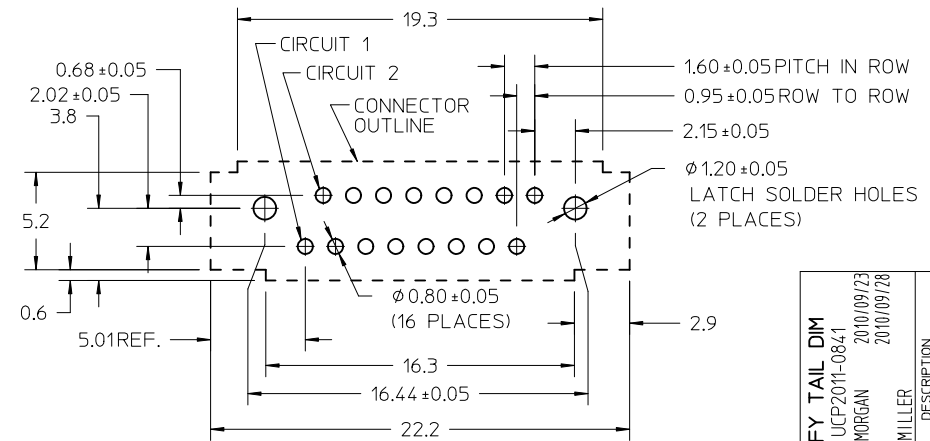 19.3
CIRCUIT 1
0.68 ±0.05
CIRCUIT 2
1.60 ±0.05 PITCH IN ROW
2.02 ±0.05
0.95 ±0.05 ROW TO ROW
3.8
CONNECTOR
OUTLINE
2.15 ±0.05
Ø 1.20 ±0.05
LATCH SOLDER HOLES
(2 PLACES)
5.2
0.6
Ø 0.80 ±0.05
(16 PLACES)
5.01 REF.
2.9
16.3
16.44 ±0.05
22.2
FY TAIL DIM
UCP2011-0841
MORGAN 2010/09/23
2010/09/28
MILLER
DESCRIPTION